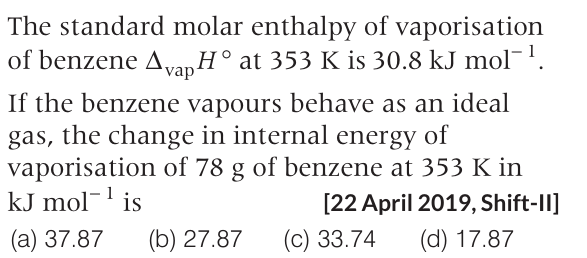 The standard molar enthalpy of vaporisation
of benzene Δ_vap H° at 353 K is 30.8 kJ mol⁻¹.
If the benzene vapours behave as an ideal
gas, the change in internal energy of
vaporisation of 78 g of benzene at 353 K in
kJ mol⁻¹ is [22 April 2019, Shift-II]
(a) 37.87 (b) 27.87 (c) 33.74 (d) 17.87